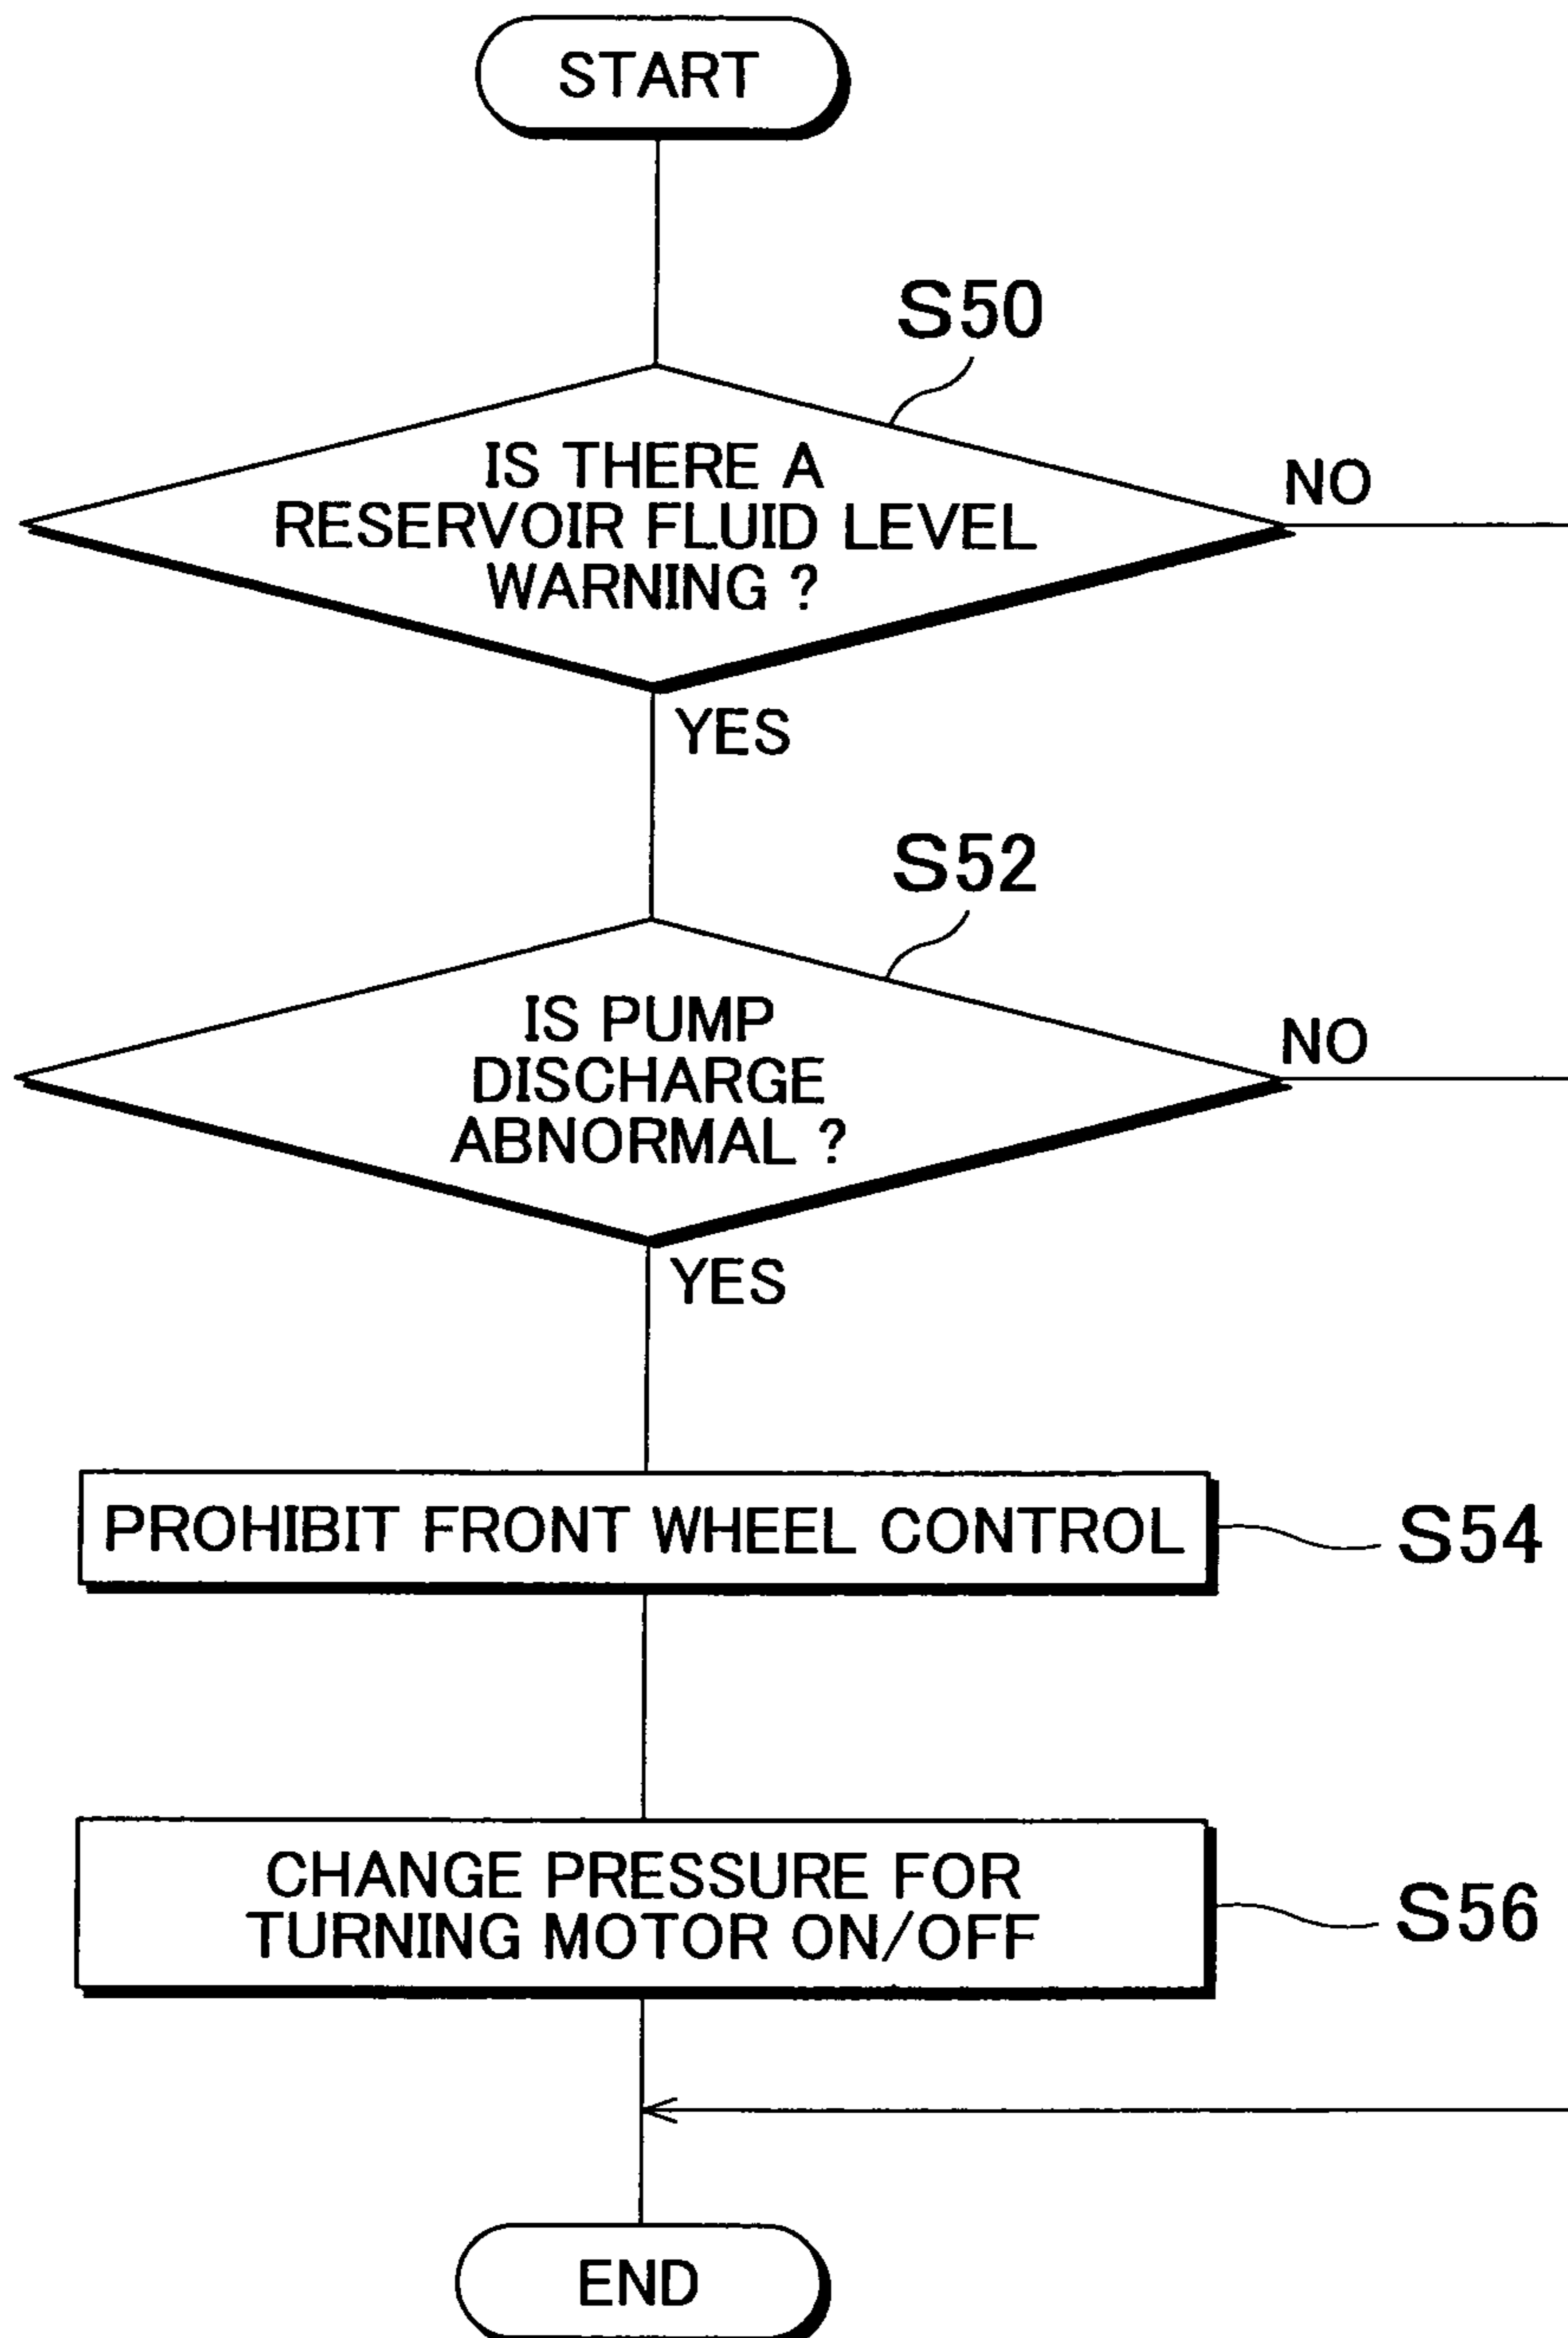 START
S50
IS THERE A
RESERVOIR FLUID LEVEL
WARNING ?
NO
YES
S52
IS PUMP
DISCHARGE
ABNORMAL ?
NO
YES
PROHIBIT FRONT WHEEL CONTROL
S54
CHANGE PRESSURE FOR
TURNING MOTOR ON/OFF
S56
END